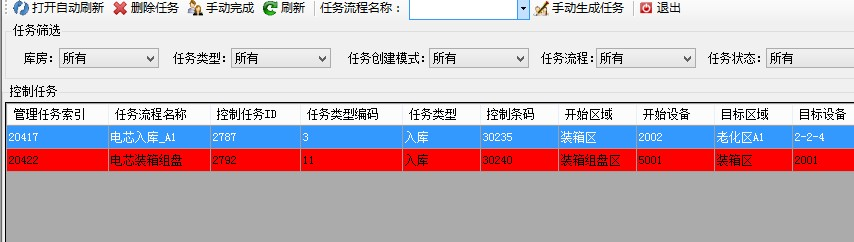 打开自动刷新 删除任务 手动完成 刷新 任务流程名称： 手动生成任务 退出
任务筛选
库房： 所有 任务类型： 所有 任务创建模式： 所有 任务流程： 所有 任务状态： 所有
控制任务
管理任务索引 任务流程名称 控制任务ID 任务类型编码 任务类型 控制条码 开始区域 开始设备 目标区域 目标设备
20417 电芯入库_A1 2787 3 入库 30235 装箱区 2002 老化区A1 2-2-4
20422 电芯装箱组盘 2792 11 入库 30240 装箱组盘区 5001 装箱区 2001